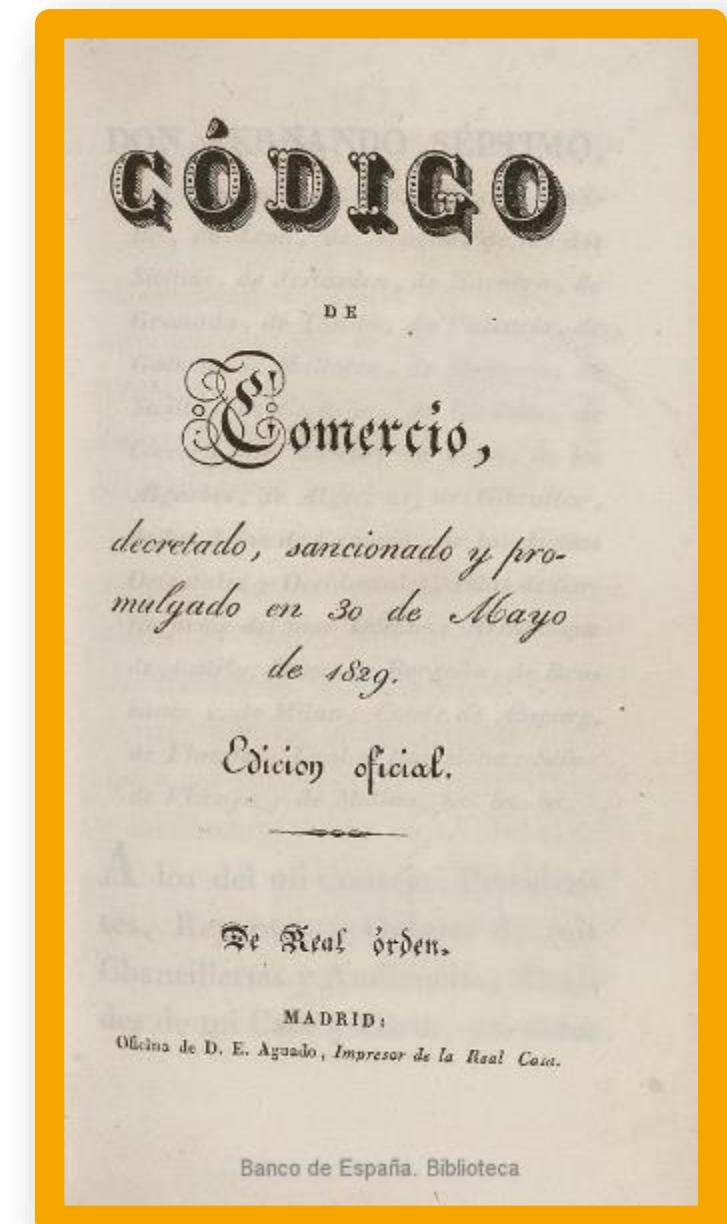 CÓDIGO
DE
Comercio,
decretado, sancionado y pro-
mulgado en 30 de Mayo
de 1829.
Edicion oficial.
De Real órden.
MADRID:
Oficina de D. E. Aguado, Impresor de la Real Casa.
Banco de España. Biblioteca